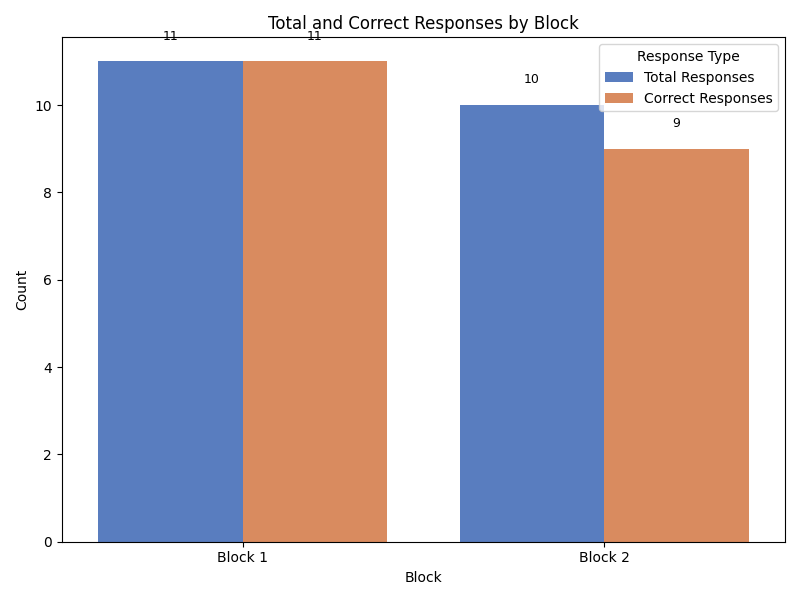 Total and Correct Responses by Block
11
11
10
9
Response Type
Total Responses
Correct Responses
10
8
6
4
2
0
Count
Block 1
Block 2
Block